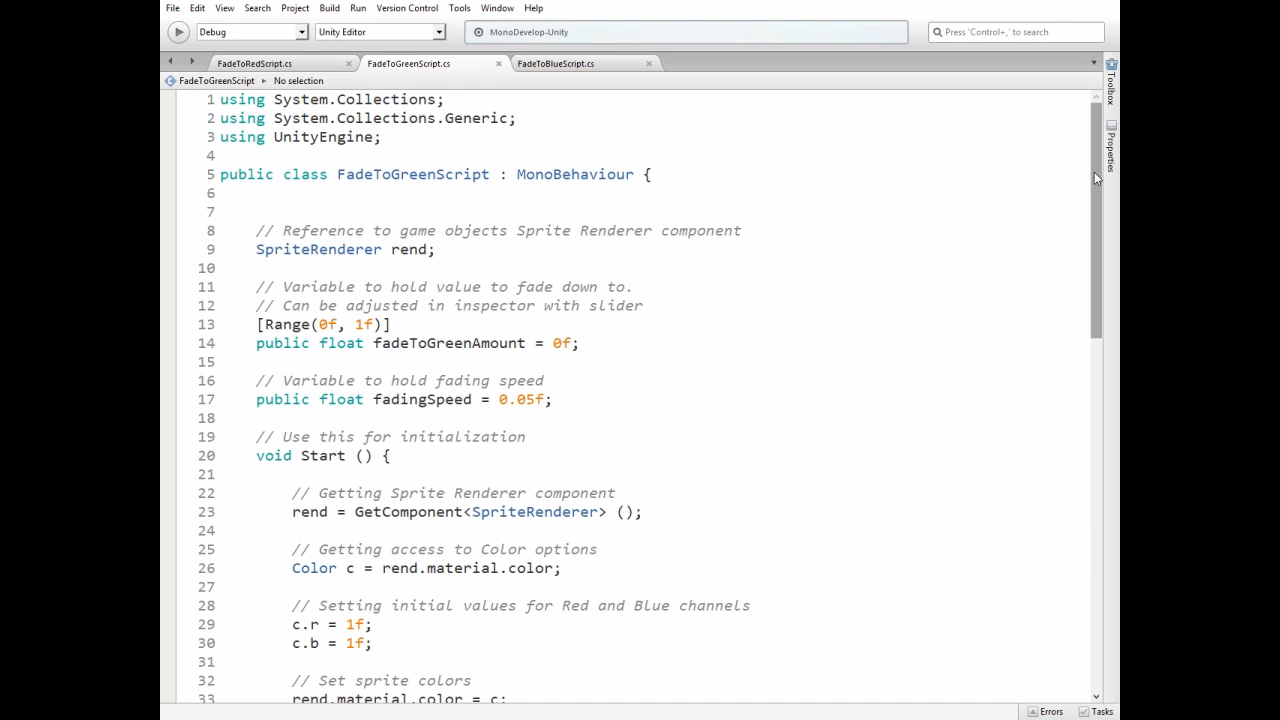 File Edit View Search Project Build Run Version Control Tools Window Help
Debug Unity Editor MonoDevelop-Unity Press 'Control+,' to search
FadeToRedScript.cs FadeToGreenScript.cs FadeToBlueScript.cs
FadeToGreenScript No selection
Toolbox
Properties
1 using System.Collections;
2 using System.Collections.Generic;
3 using UnityEngine;
4
5 public class FadeToGreenScript : MonoBehaviour {
6
7
8 // Reference to game objects Sprite Renderer component
9 SpriteRenderer rend;
10
11 // Variable to hold value to fade down to.
12 // Can be adjusted in inspector with slider
13 [Range(0f, 1f)]
14 public float fadeToGreenAmount = 0f;
15
16 // Variable to hold fading speed
17 public float fadingSpeed = 0.05f;
18
19 // Use this for initialization
20 void Start () {
21
22 // Getting Sprite Renderer component
23 rend = GetComponent<SpriteRenderer> ();
24
25 // Getting access to Color options
26 Color c = rend.material.color;
27
28 // Setting initial values for Red and Blue channels
29 c.r = 1f;
30 c.b = 1f;
31
32 // Set sprite colors
33 rend.material.color = c;
Errors Tasks